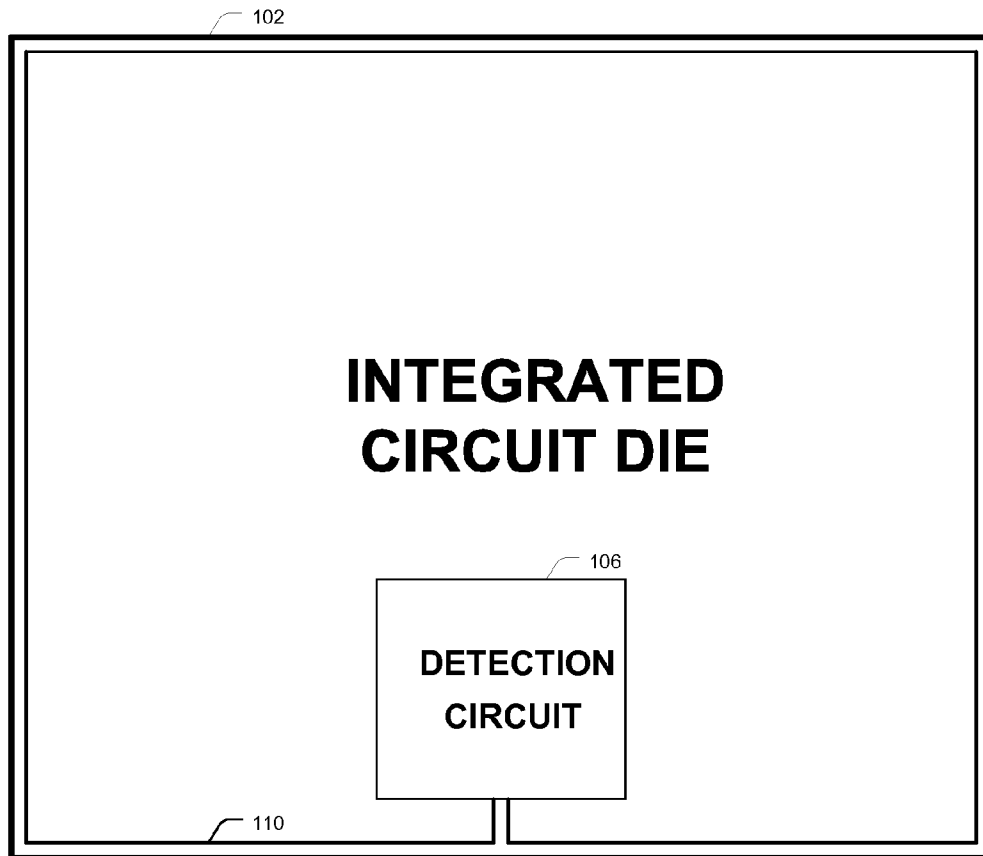 102
INTEGRATED
CIRCUIT DIE
106
DETECTION
CIRCUIT
110